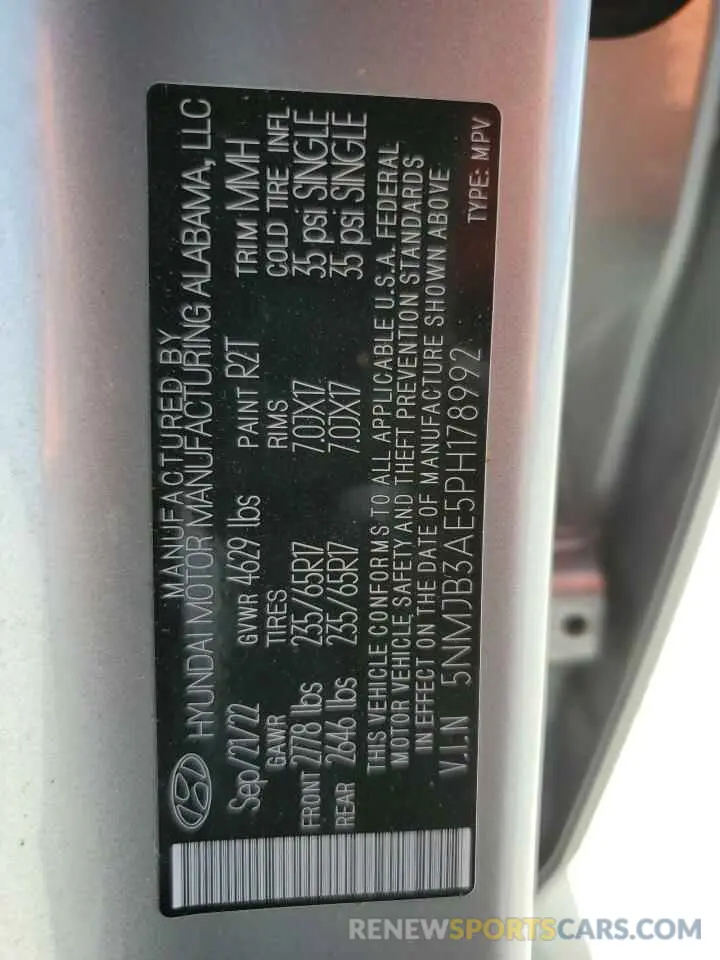 MANUFACTURED BY
HYUNDAI MOTOR MANUFACTURING ALABAMA, LLC
Sep/21/22 GVWR 4629 lbs PAINT R2T TRIM MMH
GAWR TIRES RIMS COLD TIRE INFL
FRONT 2778 lbs 235/65R17 7.0JX17 35 psi SINGLE
REAR 2646 lbs 235/65R17 7.0JX17 35 psi SINGLE
THIS VEHICLE CONFORMS TO ALL APPLICABLE U.S.A. FEDERAL
MOTOR VEHICLE SAFETY AND THEFT PREVENTION STANDARDS
IN EFFECT ON THE DATE OF MANUFACTURE SHOWN ABOVE
V.I.N 5NMJB3AE5PH178992
TYPE: MPV
RENEWSPORTSCARS.COM